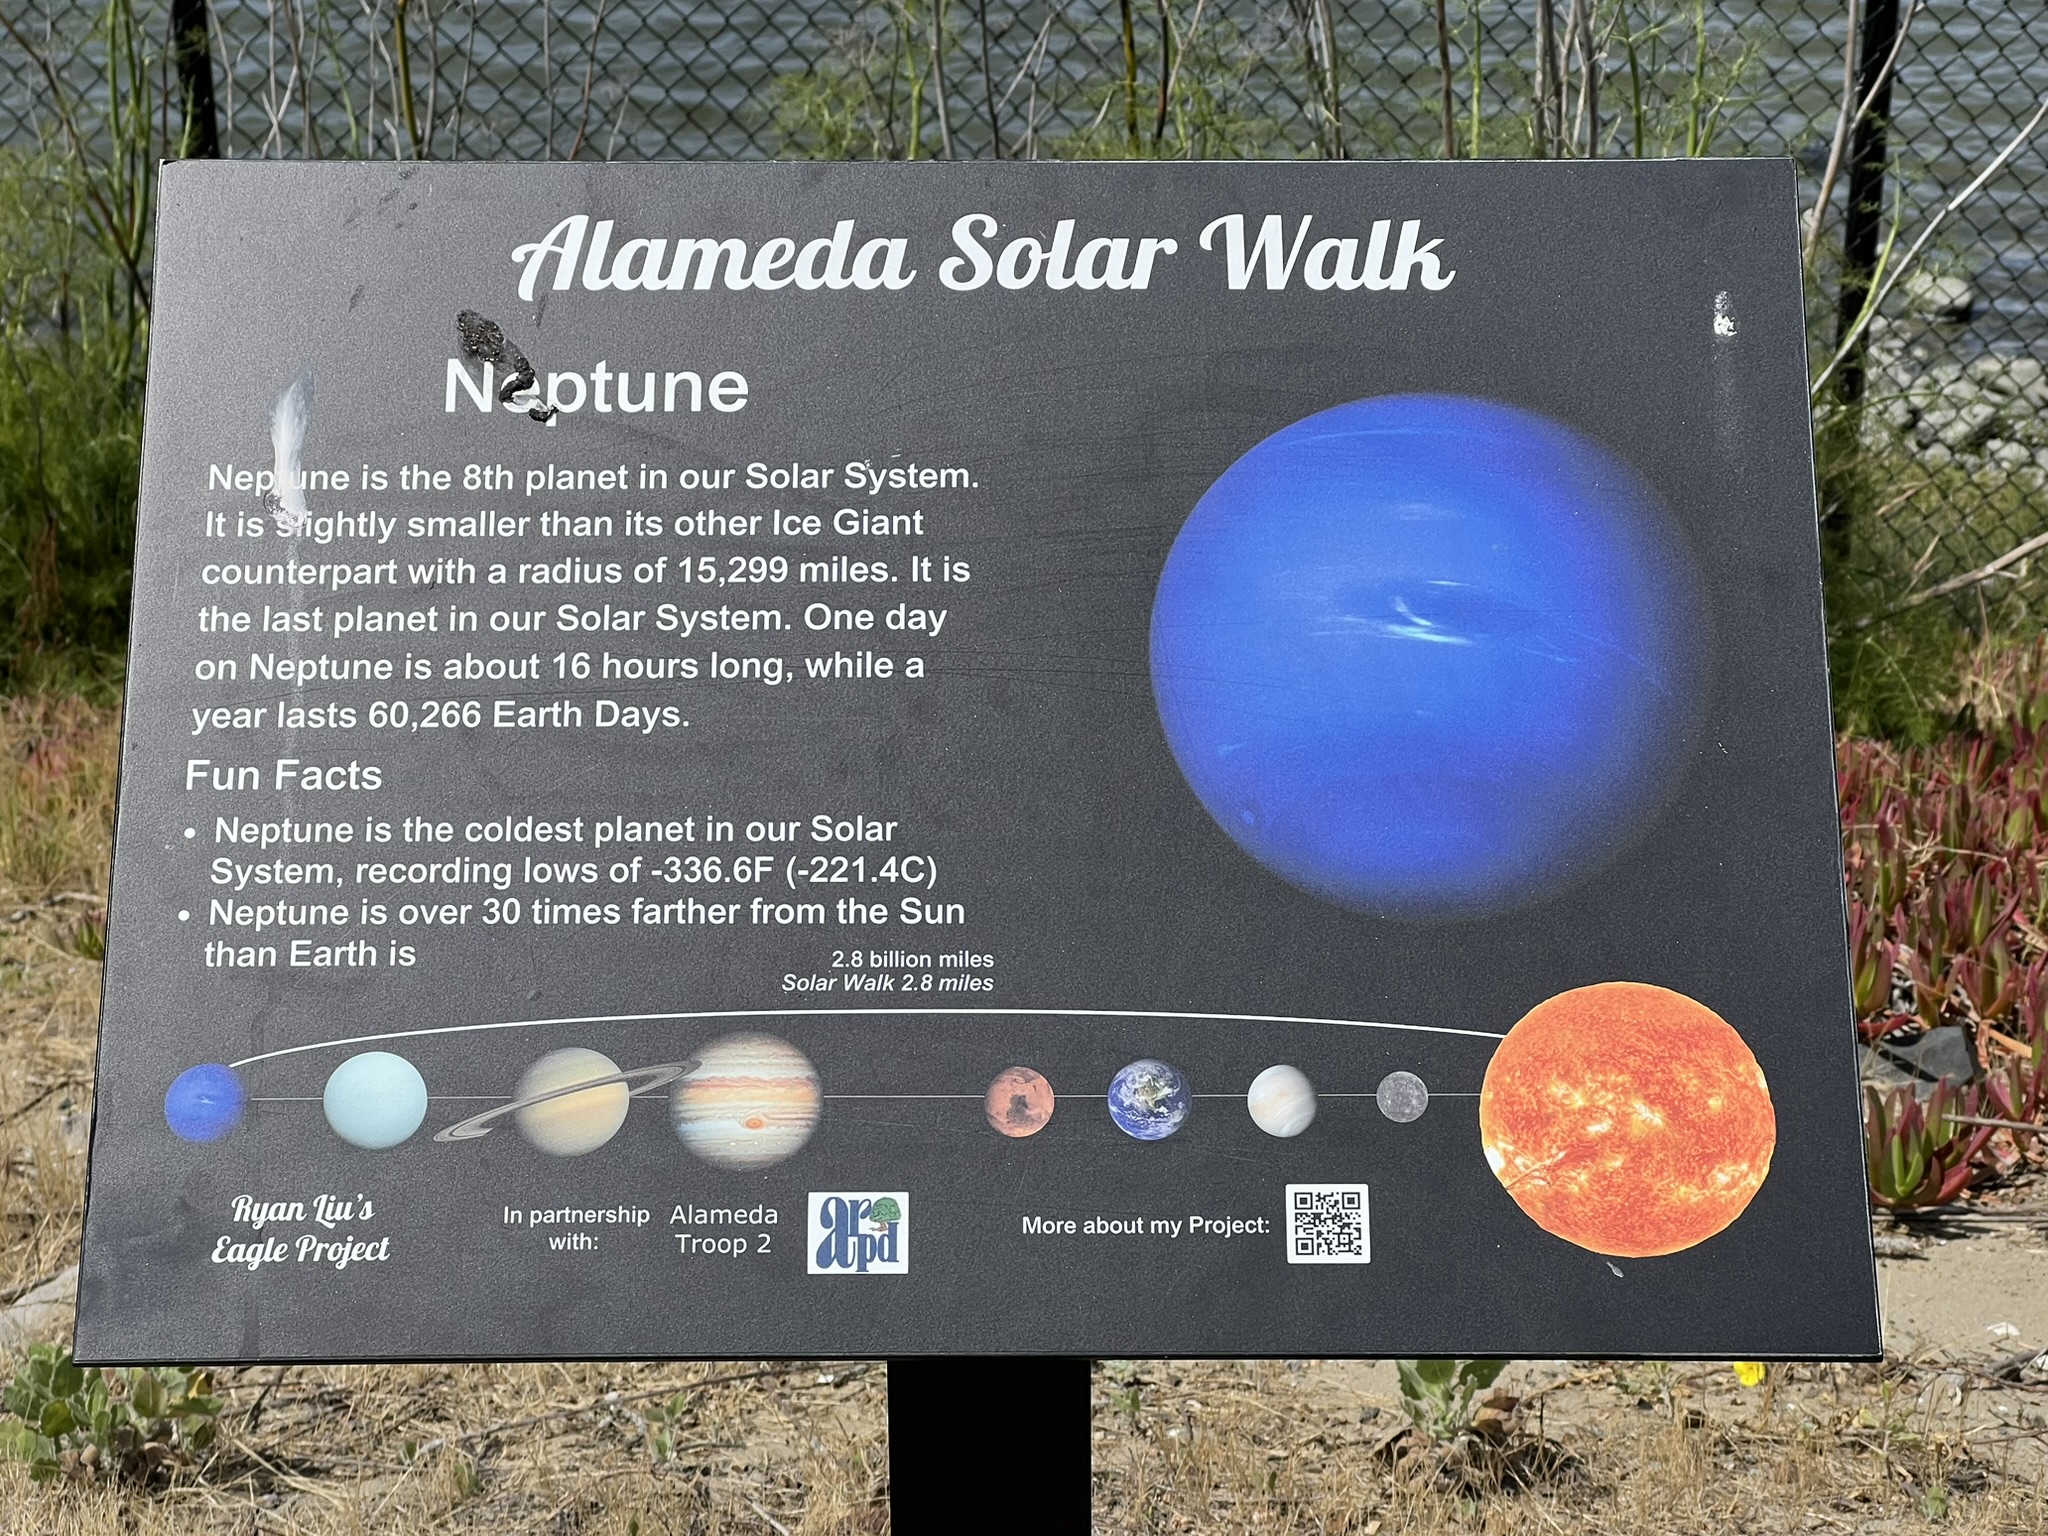 Alameda Solar Walk
Neptune
Neptune is the 8th planet in our Solar System.
It is slightly smaller than its other Ice Giant
counterpart with a radius of 15,299 miles. It is
the last planet in our Solar System. One day
on Neptune is about 16 hours long, while a
year lasts 60,266 Earth Days.
Fun Facts
• Neptune is the coldest planet in our Solar
System, recording lows of -336.6F (-221.4C)
• Neptune is over 30 times farther from the Sun
than Earth is
2.8 billion miles
Solar Walk 2.8 miles
Ryan Liu's
Eagle Project
In partnership
with:
Alameda
Troop 2
arpd
More about my Project: